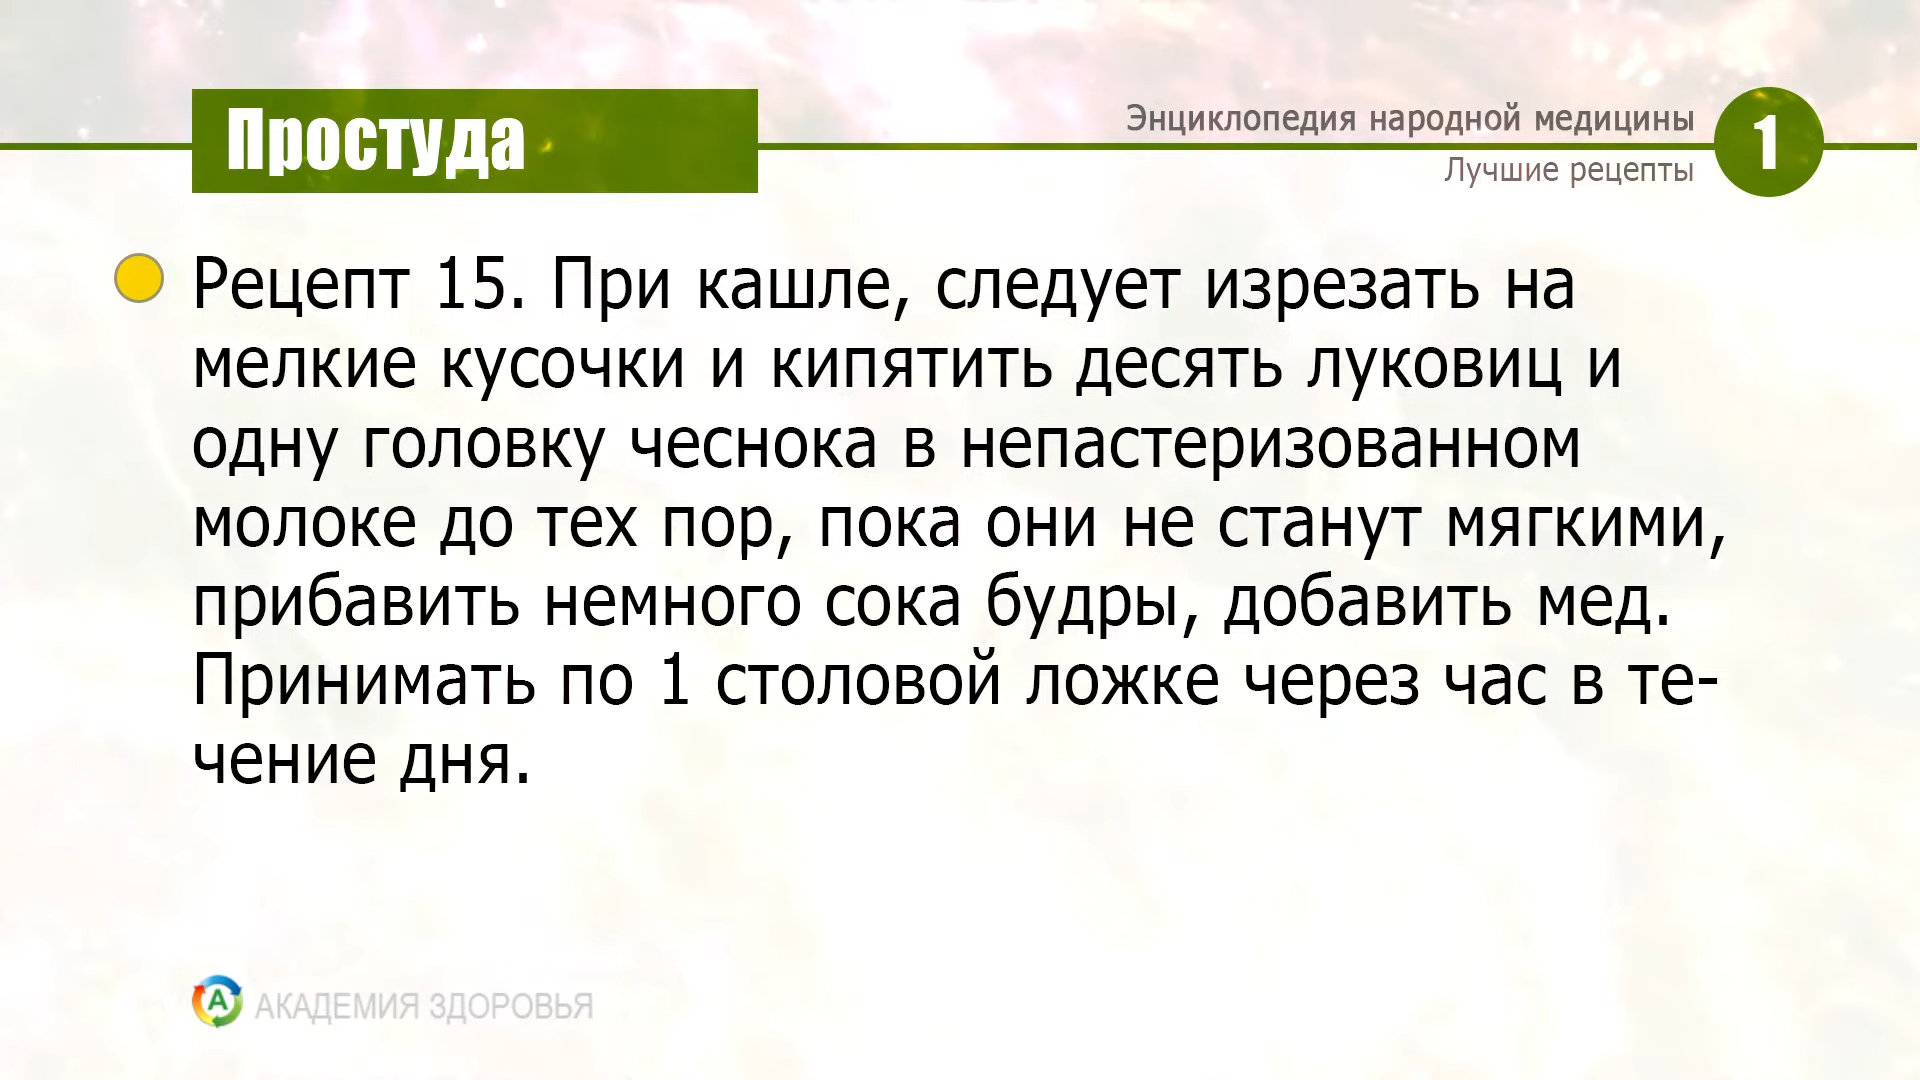 Простуда
Энциклопедия народной медицины
Лучшие рецепты
1
Рецепт 15. При кашле, следует изрезать на
мелкие кусочки и кипятить десять луковиц и
одну головку чеснока в непастеризованном
молоке до тех пор, пока они не станут мягкими,
прибавить немного сока будры, добавить мед.
Принимать по 1 столовой ложке через час в те-
чение дня.
А АКАДЕМИЯ ЗДОРОВЬЯ